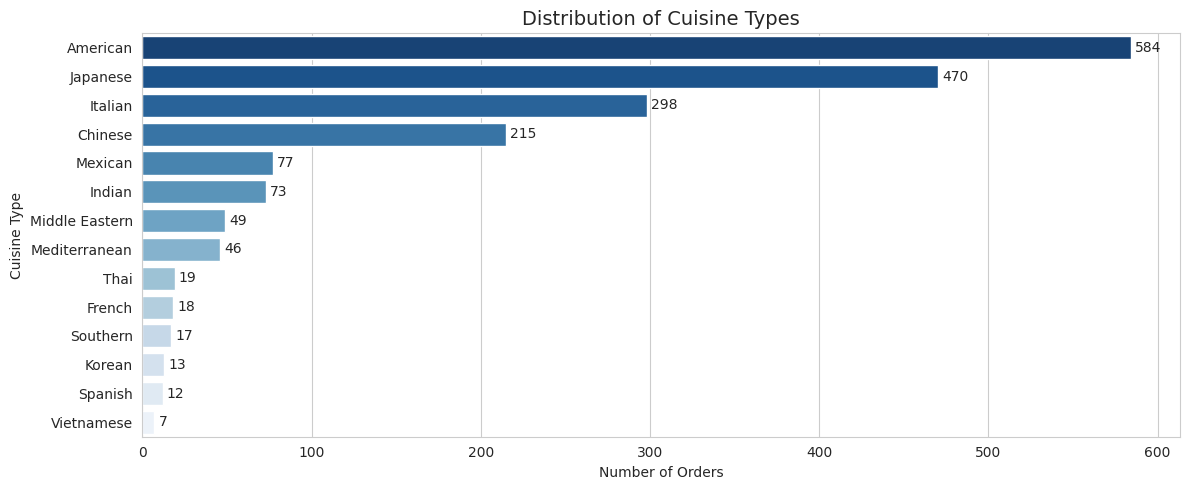 Distribution of Cuisine Types
Cuisine Type
American 584
Japanese 470
Italian 298
Chinese 215
Mexican 77
Indian 73
Middle Eastern 49
Mediterranean 46
Thai 19
French 18
Southern 17
Korean 13
Spanish 12
Vietnamese 7
0 100 200 300 400 500 600
Number of Orders